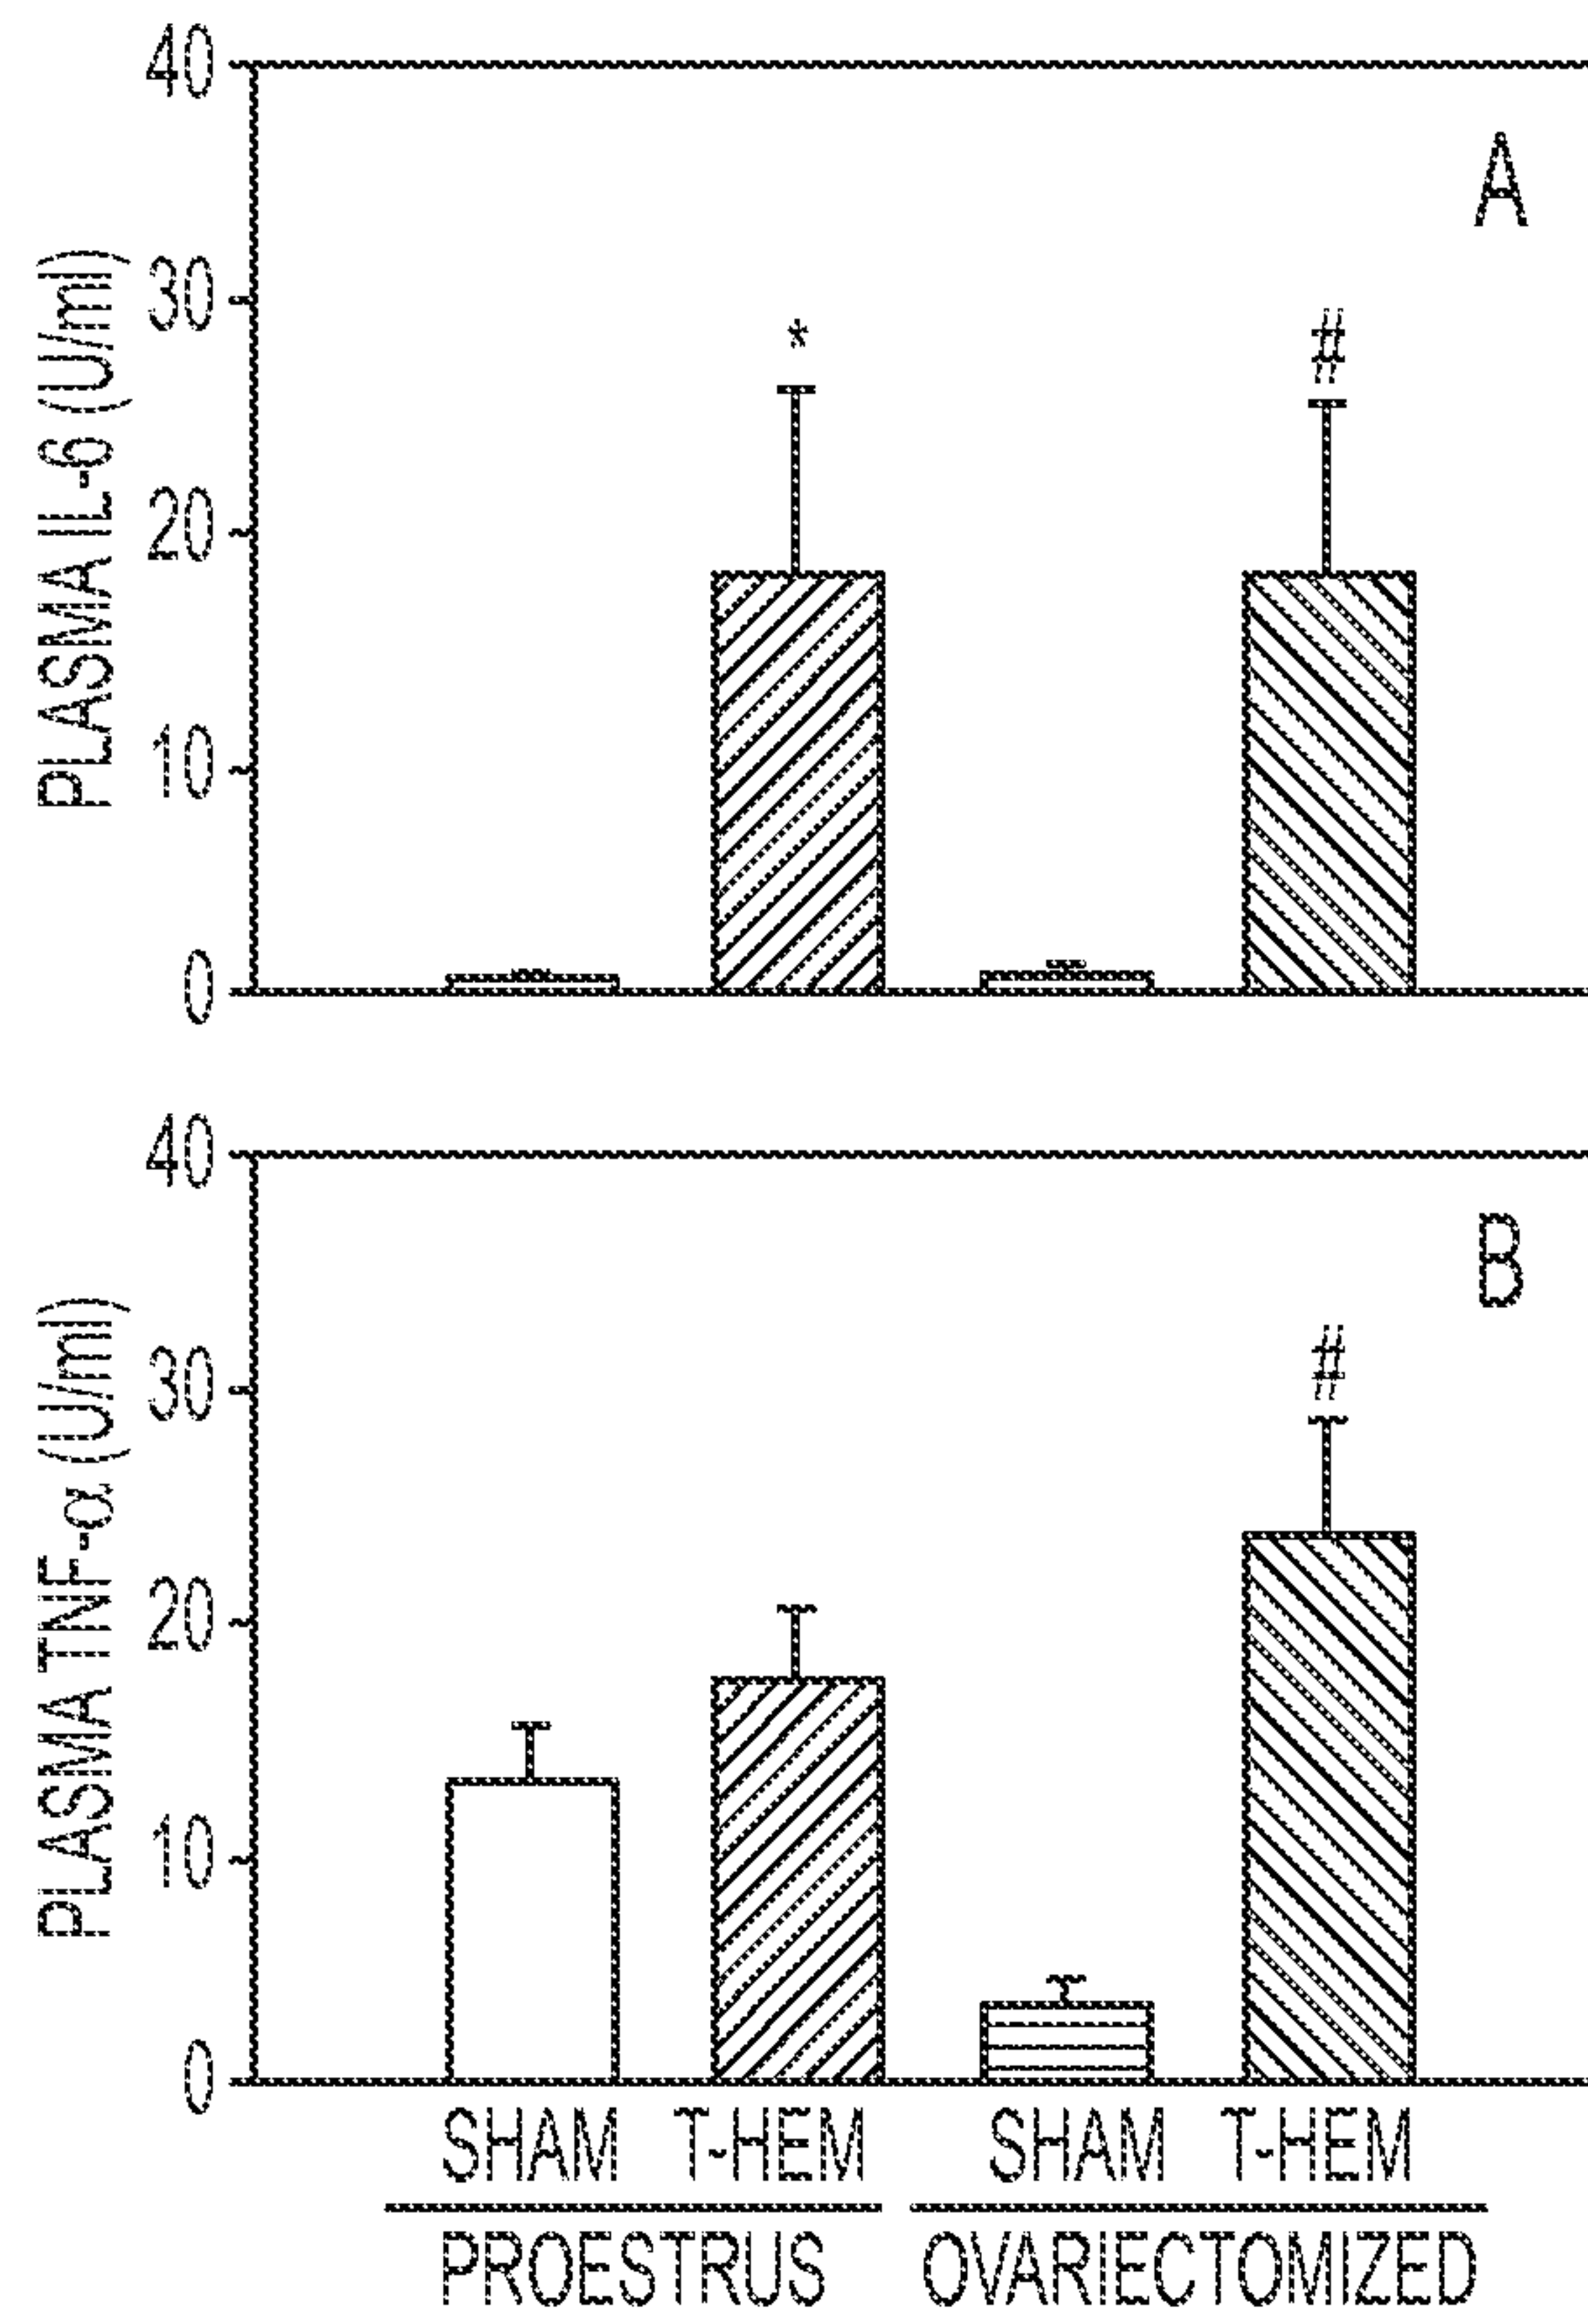 40
A
PLASMA IL-6 (U/ml)
30
*
#
20
10
0
40
B
PLASMA TNF-α (U/ml)
30
#
20
10
0
SHAM T-HEM SHAM T-HEM
PROESTRUS OVARIECTOMIZED